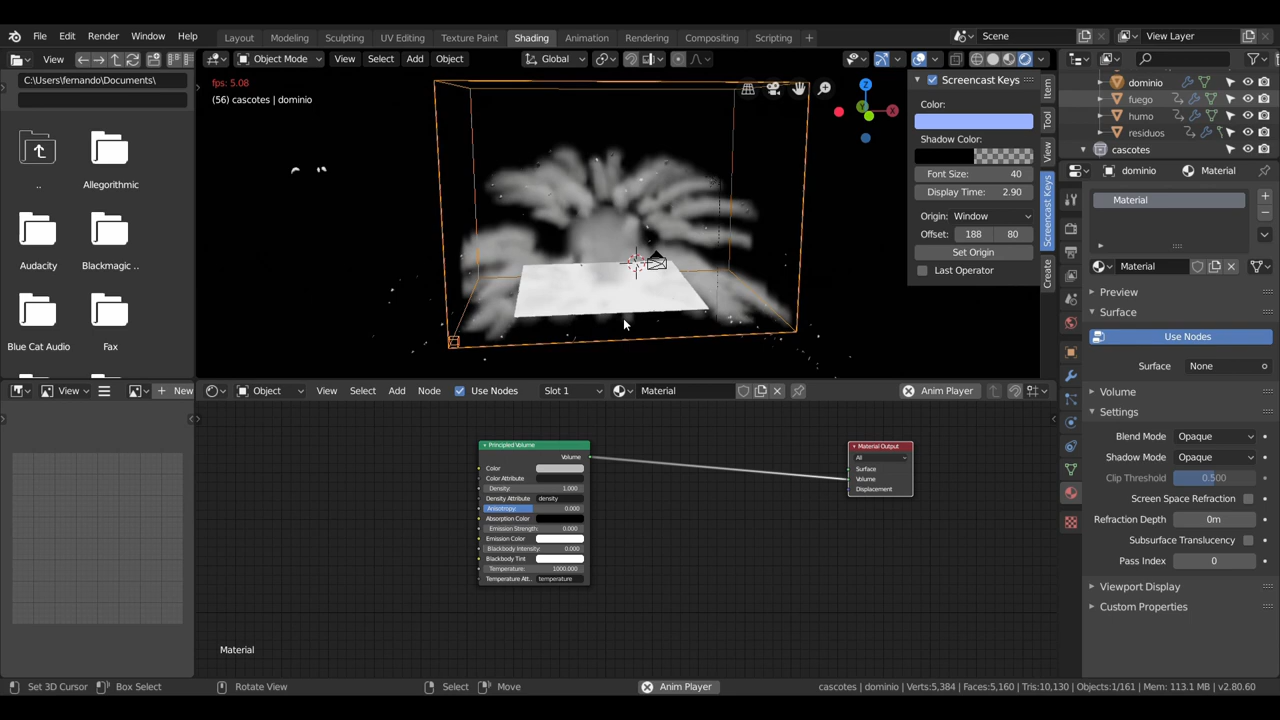 File Edit Render Window Help
Layout Modeling Sculpting UV Editing Texture Paint Shading Animation Rendering Compositing Scripting
Scene
View Layer
View
Object Mode View Select Add Object Global
C:\Users\fernando\Documents\
..
Allegorithmic
Audacity
Blackmagic ..
Blue Cat Audio
Fax
fps: 5.08
(56) cascotes | dominio
Z
X
Y
Screencast Keys
Color:
Shadow Color:
Font Size: 40
Display Time: 2.90
Origin: Window
Offset: 188 80
Set Origin
Last Operator
Item
Tool
View
Screencast Keys
Create
dominio
fuego
humo
residuos
cascotes
dominio Material
Material
Material
Preview
Surface
Use Nodes
Surface None
Volume
Settings
Blend Mode Opaque
Shadow Mode Opaque
Clip Threshold 0.500
Screen Space Refraction
Refraction Depth 0m
Subsurface Translucency
Pass Index 0
Viewport Display
Custom Properties
View New
Object View Select Add Node Use Nodes Slot 1 Material Anim Player
Principled Volume
Volume
Color
Color Attribute
Density: 1.000
Density Attribute density
Anisotropy: 0.000
Absorption Color
Emission Strength: 0.000
Emission Color
Blackbody Intensity: 0.000
Blackbody Tint
Temperature: 1000.000
Temperature Att.. temperature
Material Output
All
Surface
Volume
Displacement
Material
Set 3D Cursor Box Select Rotate View Select Move Anim Player cascotes | dominio | Verts:5,384 | Faces:5,160 | Tris:10,130 | Objects:1/161 | Mem: 113.1 MB | v2.80.60